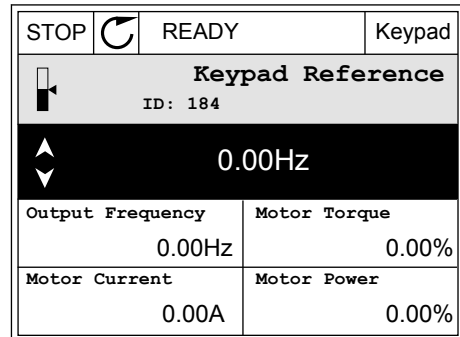 STOP READY Keypad
Keypad Reference
ID: 184
0.00Hz
Output Frequency Motor Torque
0.00Hz 0.00%
Motor Current Motor Power
0.00A 0.00%